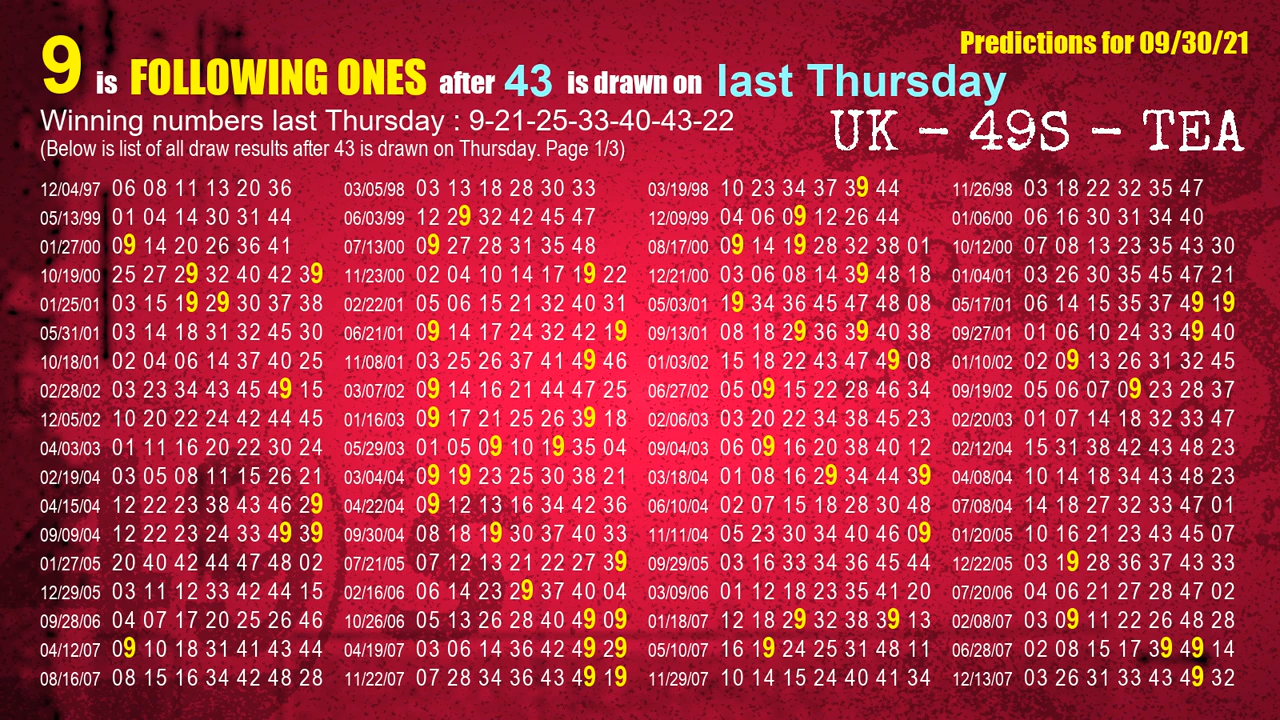 Predictions for 09/30/21
9 is FOLLOWING ONES after 43 is drawn on last Thursday
Winning numbers last Thursday : 9-21-25-33-40-43-22
UK - 49S - TEA
(Below is list of all draw results after 43 is drawn on Thursday. Page 1/3)
12/04/97 06 08 11 13 20 36 03/05/98 03 13 18 28 30 33 03/19/98 10 23 34 37 39 44 11/26/98 03 18 22 32 35 47
05/13/99 01 04 14 30 31 44 06/03/99 12 29 32 42 45 47 12/09/99 04 06 09 12 26 44 01/06/00 06 16 30 31 34 40
01/27/00 09 14 20 26 36 41 07/13/00 09 27 28 31 35 48 08/17/00 09 14 19 28 32 38 01 10/12/00 07 08 13 23 35 43 30
10/19/00 25 27 29 32 40 42 39 11/23/00 02 04 10 14 17 19 22 12/21/00 03 06 08 14 39 48 18 01/04/01 03 26 30 35 45 47 21
01/25/01 03 15 19 29 30 37 38 02/22/01 05 06 15 21 32 40 31 05/03/01 19 34 36 45 47 48 08 05/17/01 06 14 15 35 37 49 19
05/31/01 03 14 18 31 32 45 30 06/21/01 09 14 17 24 32 42 19 09/13/01 08 18 29 36 39 40 38 09/27/01 01 06 10 24 33 49 40
10/18/01 02 04 06 14 37 40 25 11/08/01 03 25 26 37 41 49 46 01/03/02 15 18 22 43 47 49 08 01/10/02 02 09 13 26 31 32 45
02/28/02 03 23 34 43 45 49 15 03/07/02 09 14 16 21 44 47 25 06/27/02 05 09 15 22 28 46 34 09/19/02 05 06 07 09 23 28 37
12/05/02 10 20 22 24 42 44 45 01/16/03 09 17 21 25 26 39 18 02/06/03 03 20 22 34 38 45 23 02/20/03 01 07 14 18 32 33 47
04/03/03 01 11 16 20 22 30 24 05/29/03 01 05 09 10 19 35 04 09/04/03 06 09 16 20 38 40 12 02/12/04 15 31 38 42 43 48 23
02/19/04 03 05 08 11 15 26 21 03/04/04 09 19 23 25 30 38 21 03/18/04 01 08 16 29 34 44 39 04/08/04 10 14 18 34 43 48 23
04/15/04 12 22 23 38 43 46 29 04/22/04 09 12 13 16 34 42 36 06/10/04 02 07 15 18 28 30 48 07/08/04 14 18 27 32 33 47 01
09/09/04 12 22 23 24 33 49 39 09/30/04 08 18 19 30 37 40 33 11/11/04 05 23 30 34 40 46 09 01/20/05 10 16 21 23 43 45 07
01/27/05 20 40 42 44 47 48 02 07/21/05 07 12 13 21 22 27 39 09/29/05 03 16 22 34 36 45 44 12/22/05 03 19 28 36 37 43 33
12/29/05 03 11 12 33 42 44 15 02/16/06 06 14 23 29 37 40 04 03/09/06 01 12 18 23 35 41 20 07/20/06 04 06 21 27 28 47 02
09/28/06 04 07 17 20 25 26 46 10/26/06 05 13 26 28 40 49 09 01/18/07 12 18 29 32 38 39 13 02/08/07 03 09 11 22 26 48 28
04/12/07 09 10 18 31 41 43 44 04/19/07 03 06 14 36 42 49 29 05/10/07 16 19 24 25 31 48 11 06/28/07 02 08 15 17 39 49 14
08/16/07 08 15 16 34 42 48 28 11/22/07 07 28 34 36 43 49 19 11/29/07 10 14 15 24 40 41 34 12/13/07 03 26 31 33 43 49 32